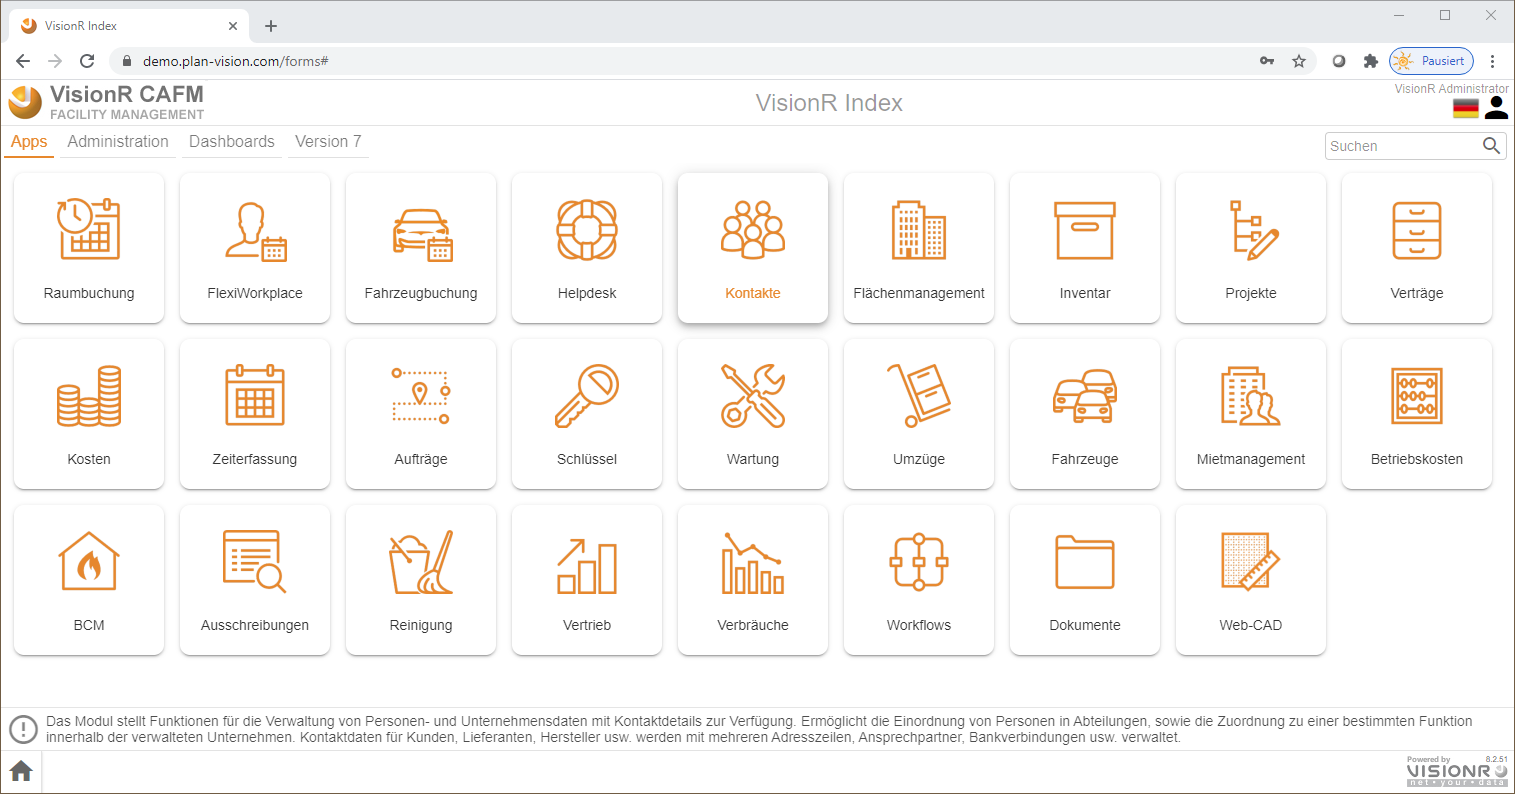 VisionR Index
demo.plan-vision.com/forms#
Pausiert
VisionR CAFM
FACILITY MANAGEMENT
VisionR Index
VisionR Administrator
Apps Administration Dashboards Version 7
Suchen
Raumbuchung FlexiWorkplace Fahrzeugbuchung Helpdesk Kontakte Flächenmanagement Inventar Projekte Verträge
Kosten Zeiterfassung Aufträge Schlüssel Wartung Umzüge Fahrzeuge Mietmanagement Betriebskosten
BCM Ausschreibungen Reinigung Vertrieb Verbräuche Workflows Dokumente Web-CAD
Das Modul stellt Funktionen für die Verwaltung von Personen- und Unternehmensdaten mit Kontaktdetails zur Verfügung. Ermöglicht die Einordnung von Personen in Abteilungen, sowie die Zuordnung zu einer bestimmten Funktion
innerhalb der verwalteten Unternehmen. Kontaktdaten für Kunden, Lieferanten, Hersteller usw. werden mit mehreren Adresszeilen, Ansprechpartner, Bankverbindungen usw. verwaltet.
Powered by 8.2.51
VISIONR
net • your • data